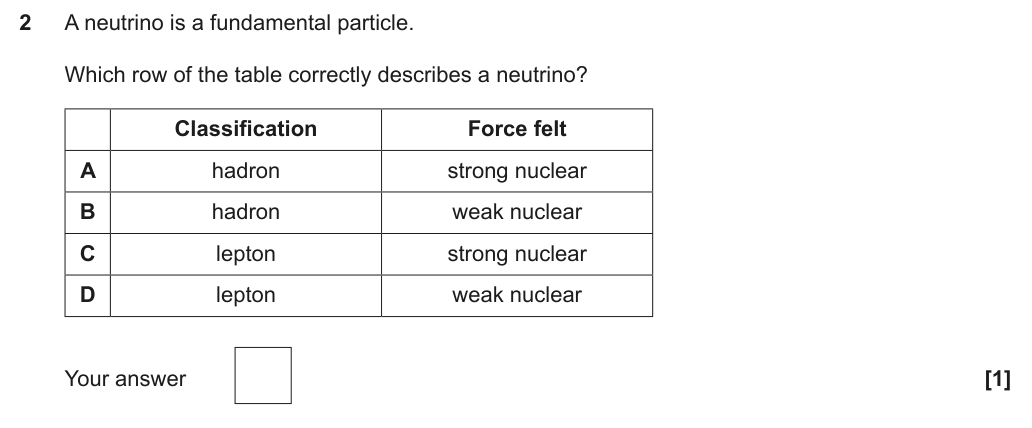 2 A neutrino is a fundamental particle.
Which row of the table correctly describes a neutrino?
Classification Force felt
A hadron strong nuclear
B hadron weak nuclear
C lepton strong nuclear
D lepton weak nuclear
Your answer [1]